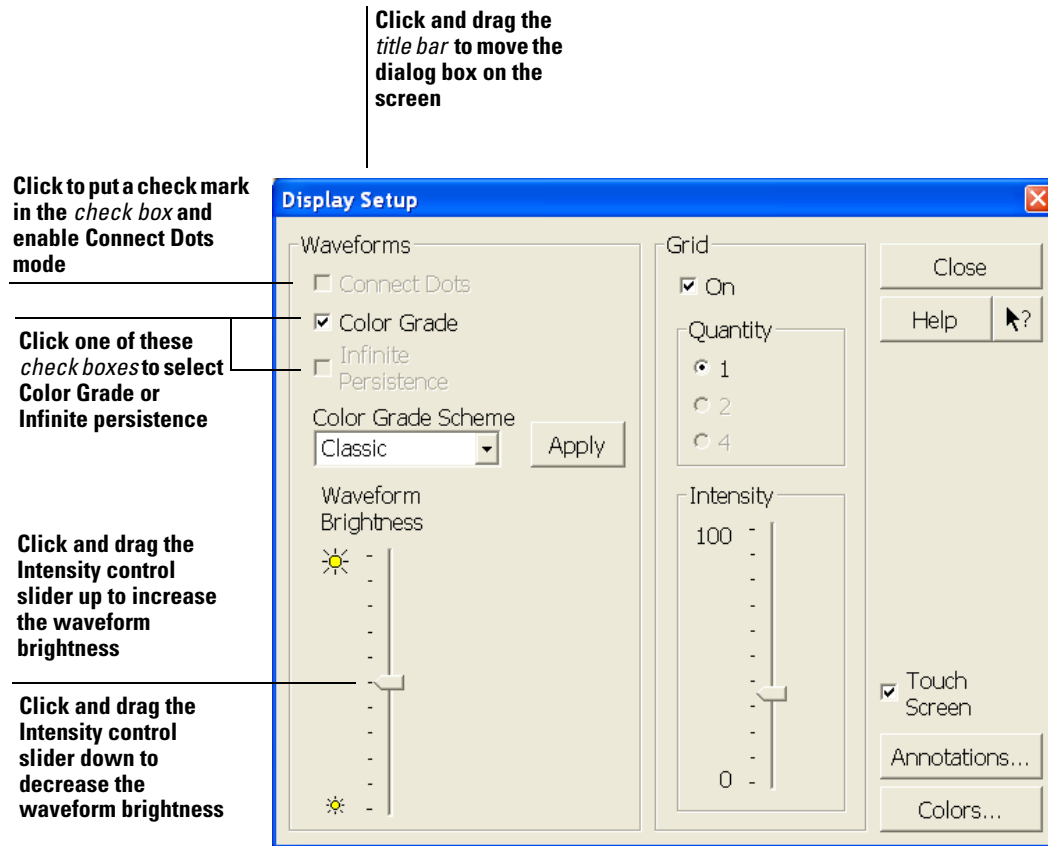 Click and drag the
title bar to move the
dialog box on the
screen
Click to put a check mark
in the check box and
enable Connect Dots
mode
Click one of these
check boxes to select
Color Grade or
Infinite persistence
Click and drag the
Intensity control
slider up to increase
the waveform
brightness
Click and drag the
Intensity control
slider down to
decrease the
waveform brightness
Display Setup
Waveforms
Connect Dots
Color Grade
Infinite
Persistence
Color Grade Scheme
Classic
Apply
Waveform
Brightness
Grid
On
Quantity
1
2
4
Intensity
100
0
Close
Help
?
Touch
Screen
Annotations...
Colors...